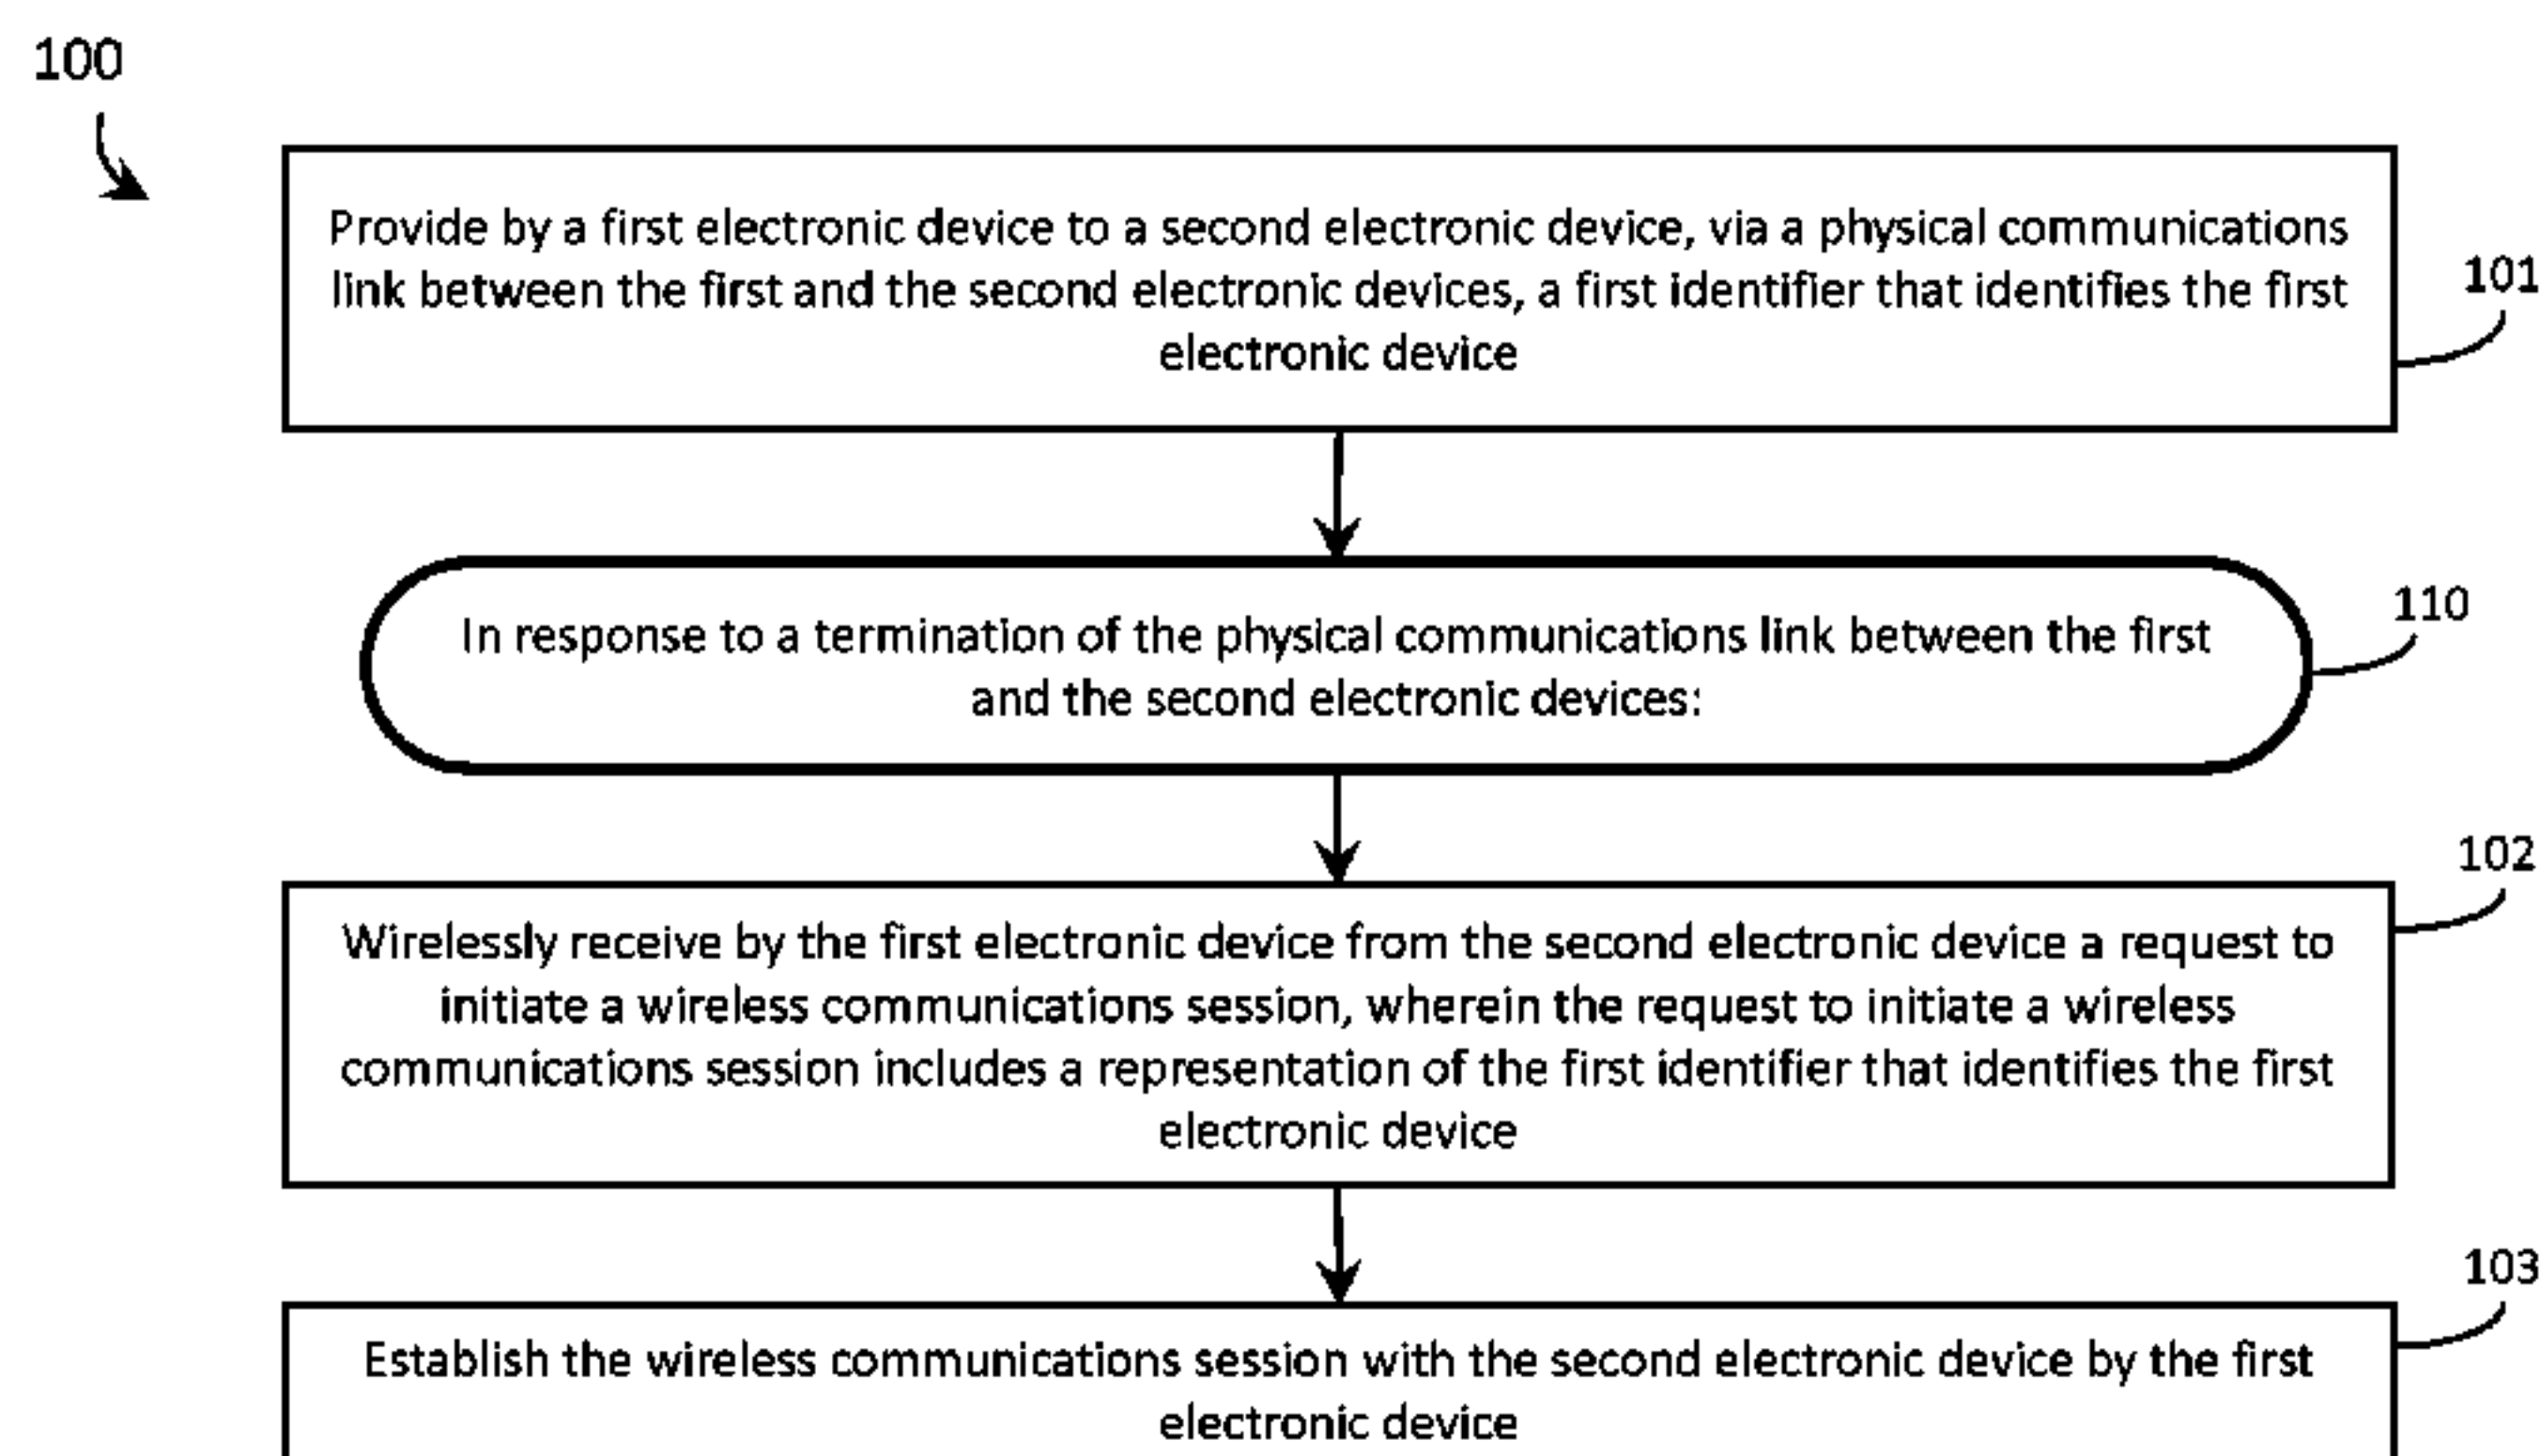 100
Provide by a first electronic device to a second electronic device, via a physical communications
link between the first and the second electronic devices, a first identifier that identifies the first
electronic device
101
In response to a termination of the physical communications link between the first
and the second electronic devices:
110
102
Wirelessly receive by the first electronic device from the second electronic device a request to
initiate a wireless communications session, wherein the request to initiate a wireless
communications session includes a representation of the first identifier that identifies the first
electronic device
103
Establish the wireless communications session with the second electronic device by the first
electronic device